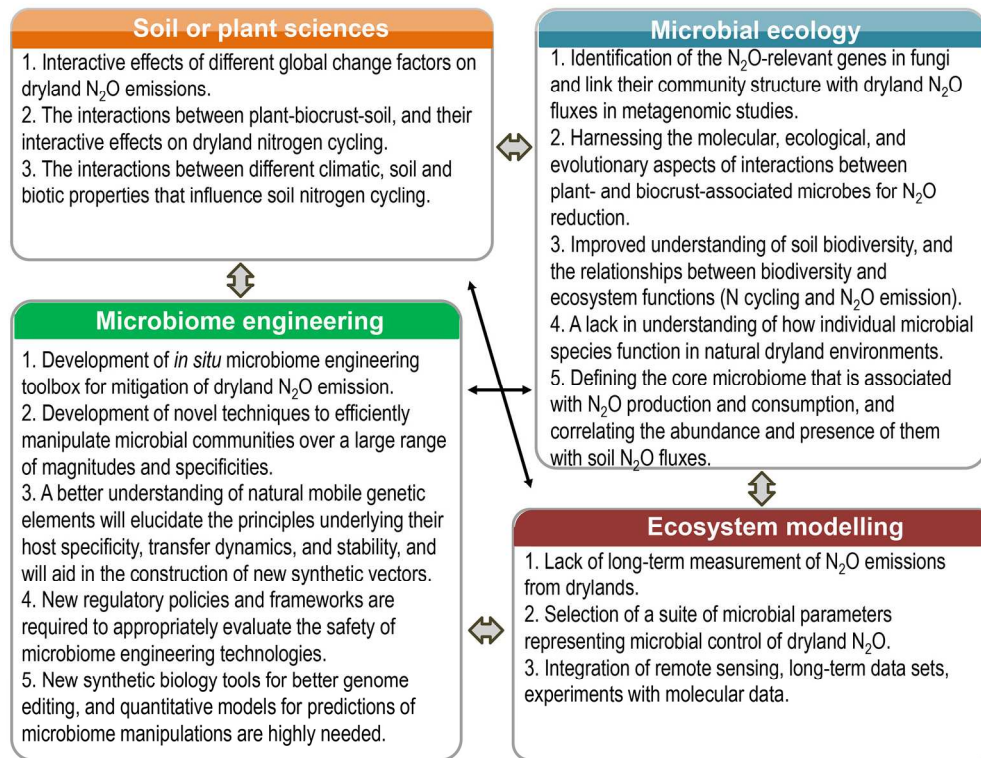 Soil or plant sciences
1. Interactive effects of different global change factors on
dryland N₂O emissions.
2. The interactions between plant-biocrust-soil, and their
interactive effects on dryland nitrogen cycling.
3. The interactions between different climatic, soil and
biotic properties that influence soil nitrogen cycling.
Microbial ecology
1. Identification of the N₂O-relevant genes in fungi
and link their community structure with dryland N₂O
fluxes in metagenomic studies.
2. Harnessing the molecular, ecological, and
evolutionary aspects of interactions between
plant- and biocrust-associated microbes for N₂O
reduction.
3. Improved understanding of soil biodiversity, and
the relationships between biodiversity and
ecosystem functions (N cycling and N₂O emission).
4. A lack in understanding of how individual microbial
species function in natural dryland environments.
5. Defining the core microbiome that is associated
with N₂O production and consumption, and
correlating the abundance and presence of them
with soil N₂O fluxes.
Microbiome engineering
1. Development of in situ microbiome engineering
toolbox for mitigation of dryland N₂O emission.
2. Development of novel techniques to efficiently
manipulate microbial communities over a large range
of magnitudes and specificities.
3. A better understanding of natural mobile genetic
elements will elucidate the principles underlying their
host specificity, transfer dynamics, and stability, and
will aid in the construction of new synthetic vectors.
4. New regulatory policies and frameworks are
required to appropriately evaluate the safety of
microbiome engineering technologies.
5. New synthetic biology tools for better genome
editing, and quantitative models for predictions of
microbiome manipulations are highly needed.
Ecosystem modelling
1. Lack of long-term measurement of N₂O emissions
from drylands.
2. Selection of a suite of microbial parameters
representing microbial control of dryland N₂O.
3. Integration of remote sensing, long-term data sets,
experiments with molecular data.